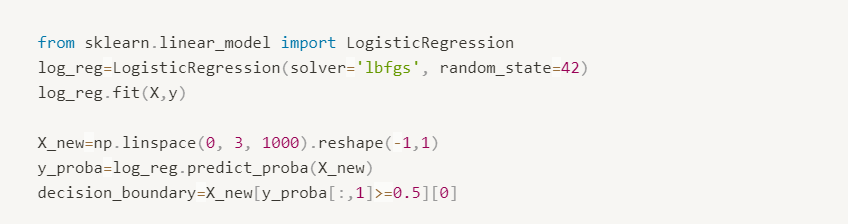 from sklearn.linear_model import LogisticRegression
log_reg=LogisticRegression(solver='lbfgs', random_state=42)
log_reg.fit(X,y)

X_new=np.linspace(0, 3, 1000).reshape(-1,1)
y_proba=log_reg.predict_proba(X_new)
decision_boundary=X_new[y_proba[:,1]>=0.5][0]